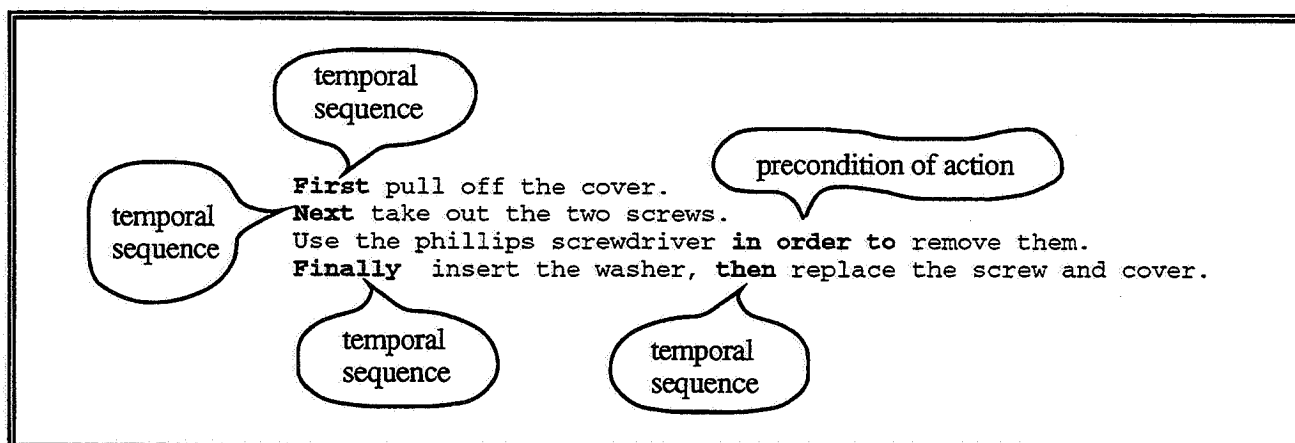 temporal
sequence
precondition of action
First pull off the cover.
temporal
sequence
Next take out the two screws.
Use the phillips screwdriver in order to remove them.
Finally insert the washer, then replace the screw and cover.
temporal
sequence
temporal
sequence